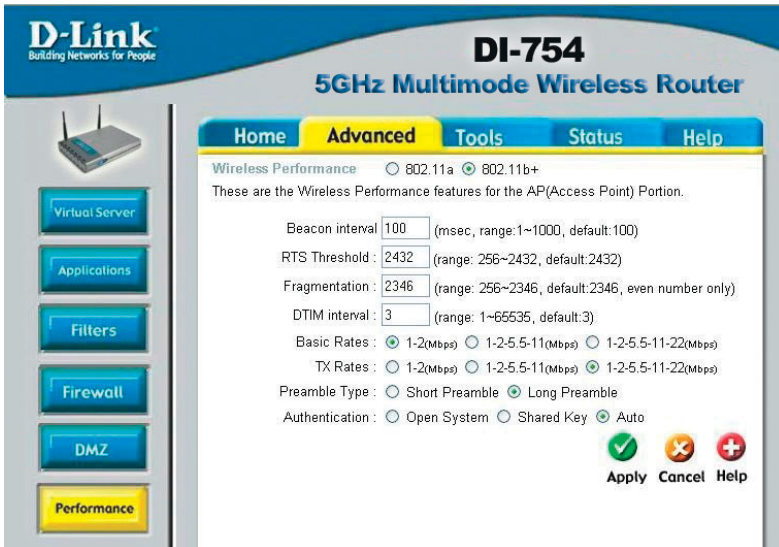 D-Link
Building Networks for People
DI-754
5GHz Multimode Wireless Router
Home Advanced Tools Status Help
Virtual Server
Applications
Filters
Firewall
DMZ
Performance
Wireless Performance 802.11a 802.11b+
These are the Wireless Performance features for the AP(Access Point) Portion.
Beacon interval 100 (msec, range:1~1000, default:100)
RTS Threshold : 2432 (range: 256~2432, default:2432)
Fragmentation : 2346 (range: 256~2346, default:2346, even number only)
DTIM interval : 3 (range: 1~65535, default:3)
Basic Rates : 1-2(Mbps) 1-2-5.5-11(Mbps) 1-2-5.5-11-22(Mbps)
TX Rates : 1-2(Mbps) 1-2-5.5-11(Mbps) 1-2-5.5-11-22(Mbps)
Preamble Type : Short Preamble Long Preamble
Authentication : Open System Shared Key Auto
Apply Cancel Help